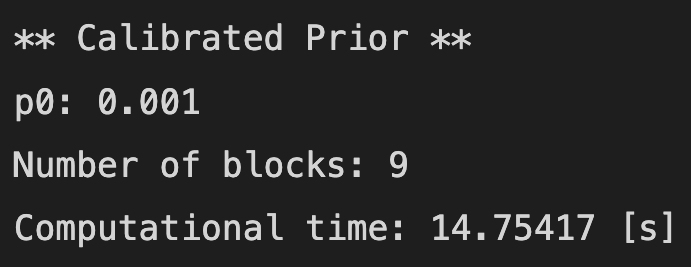 ** Calibrated Prior **
p0: 0.001
Number of blocks: 9
Computational time: 14.75417 [s]